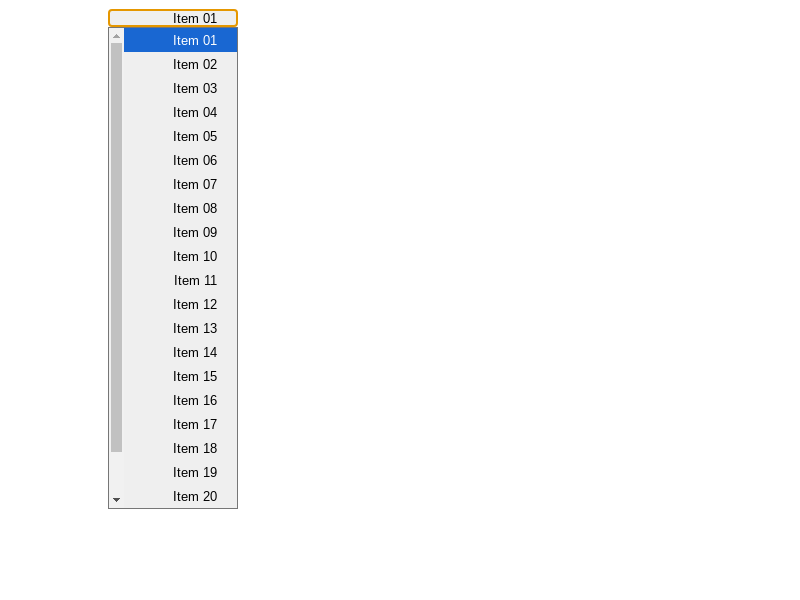 Item 01
Item 01
Item 02
Item 03
Item 04
Item 05
Item 06
Item 07
Item 08
Item 09
Item 10
Item 11
Item 12
Item 13
Item 14
Item 15
Item 16
Item 17
Item 18
Item 19
Item 20